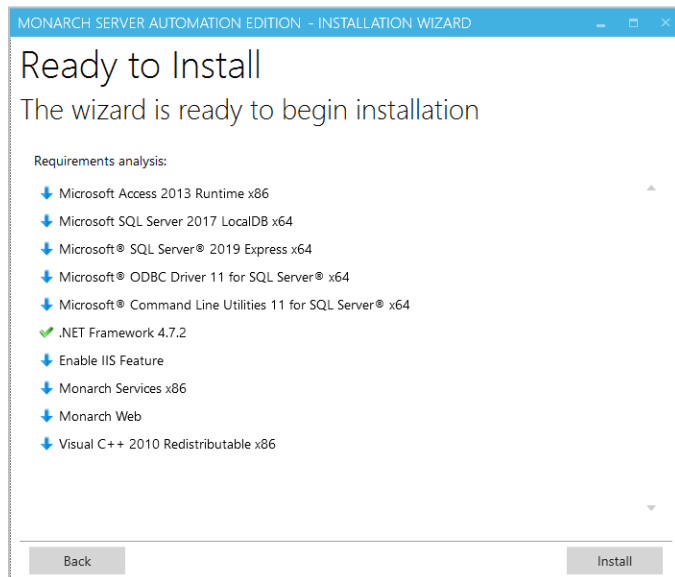 MONARCH SERVER AUTOMATION EDITION - INSTALLATION WIZARD
Ready to Install
The wizard is ready to begin installation
Requirements analysis:
Microsoft Access 2013 Runtime x86
Microsoft SQL Server 2017 LocalDB x64
Microsoft® SQL Server® 2019 Express x64
Microsoft® ODBC Driver 11 for SQL Server® x64
Microsoft® Command Line Utilities 11 for SQL Server® x64
.NET Framework 4.7.2
Enable IIS Feature
Monarch Services x86
Monarch Web
Visual C++ 2010 Redistributable x86
Back Install